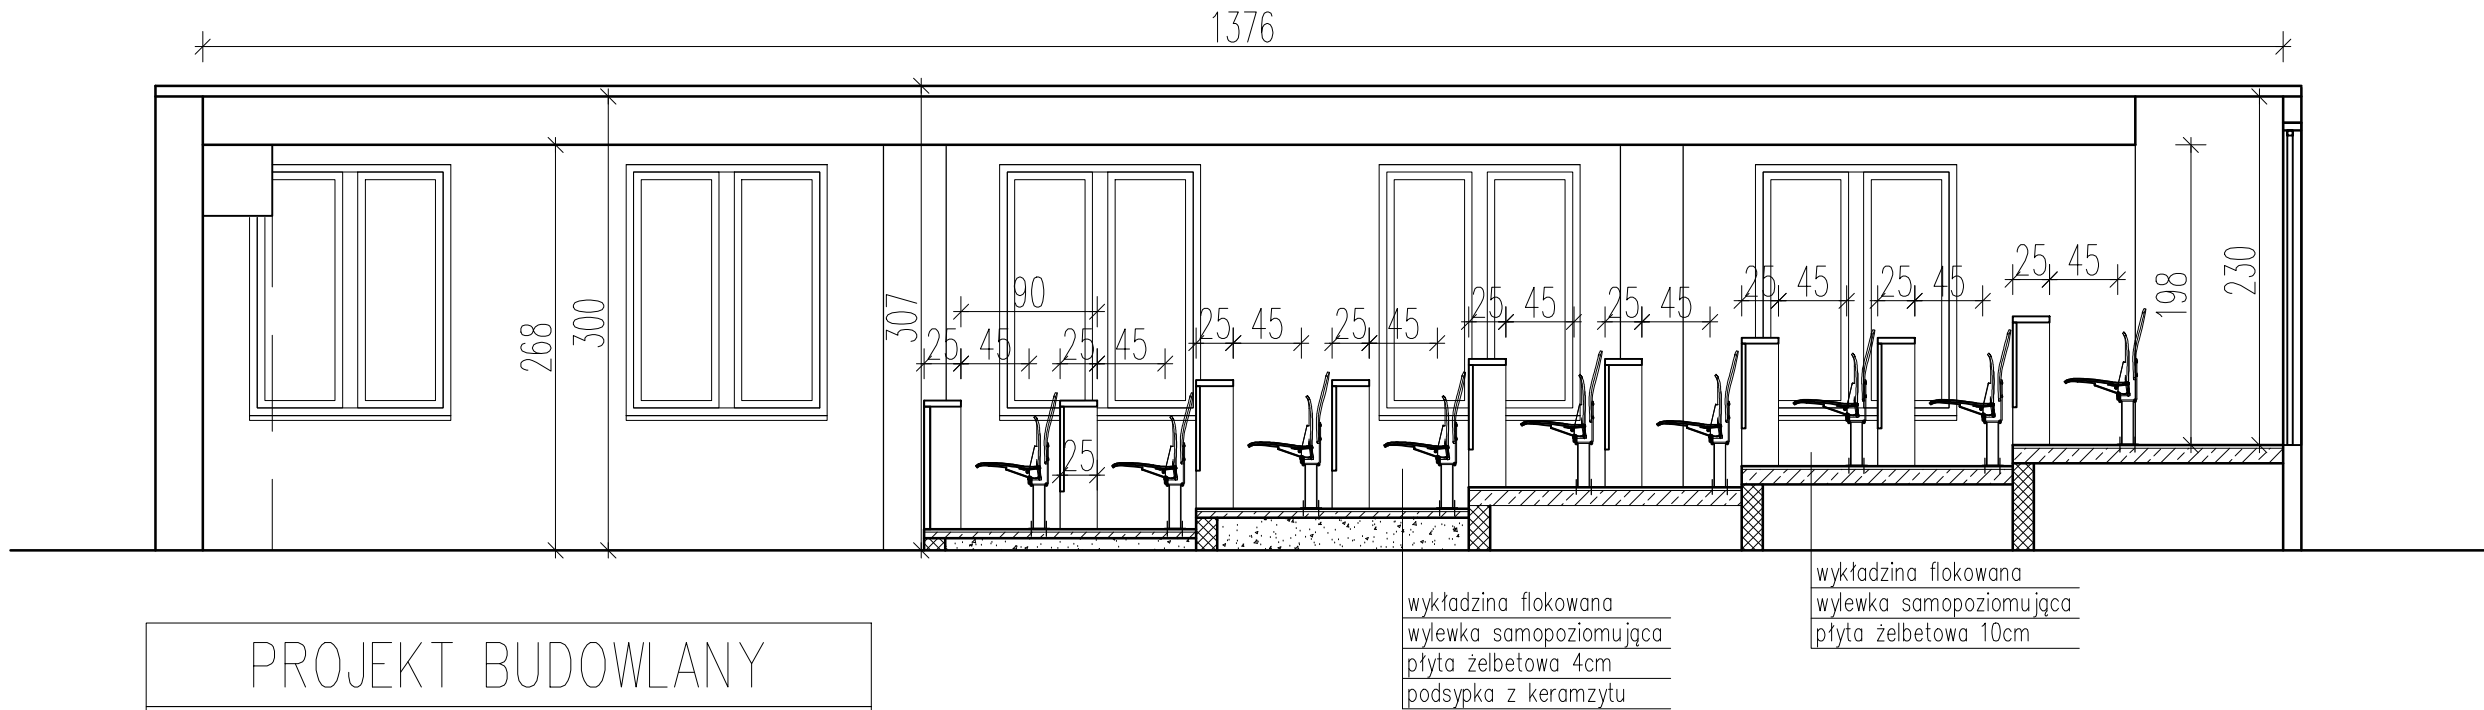 1376
90
25 45 25 45
25
25 45 25 45
25 45 25 45
25 45 25 45
25 45
268
300
307
198
230
wykładzina flokowana
wylewka samopoziomująca
płyta żelbetowa 4cm
podsypka z keramzytu
wykładzina flokowana
wylewka samopoziomująca
płyta żelbetowa 10cm
PROJEKT BUDOWLANY